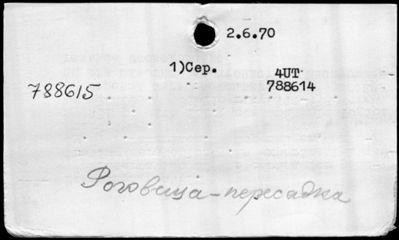 2.6.70
1)Сер.
4UT
788615
788614
Роговица-пересадка